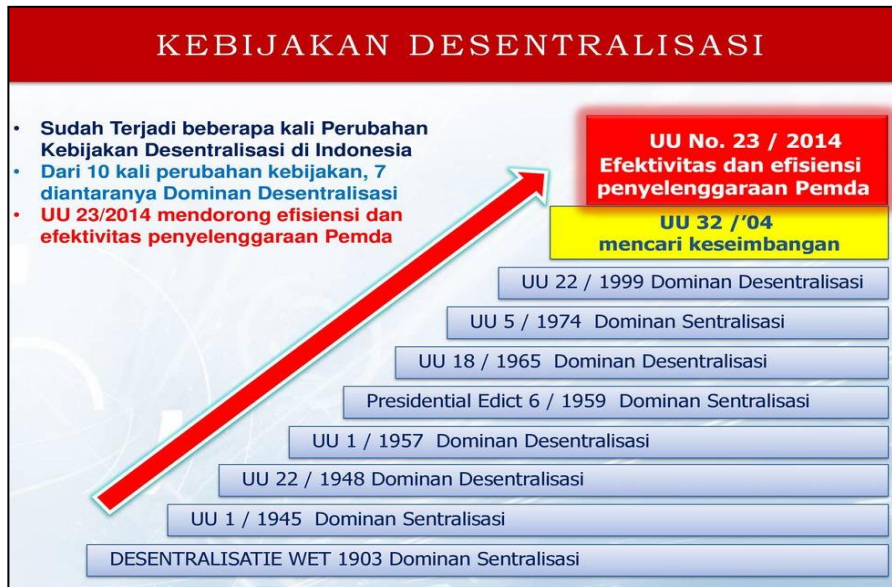 KEBIJAKAN DESENTRALISASI
• Sudah Terjadi beberapa kali Perubahan
Kebijakan Desentralisasi di Indonesia
• Dari 10 kali perubahan kebijakan, 7
diantaranya Dominan Desentralisasi
• UU 23/2014 mendorong efisiensi dan
efektivitas penyelenggaraan Pemda
UU No. 23 / 2014
Efektivitas dan efisiensi
penyelenggaraan Pemda
UU 32 /'04
mencari keseimbangan
UU 22 / 1999 Dominan Desentralisasi
UU 5 / 1974 Dominan Sentralisasi
UU 18 / 1965 Dominan Desentralisasi
Presidential Edict 6 / 1959 Dominan Sentralisasi
UU 1 / 1957 Dominan Desentralisasi
UU 22 / 1948 Dominan Desentralisasi
UU 1 / 1945 Dominan Sentralisasi
DESENTRALISATIE WET 1903 Dominan Sentralisasi